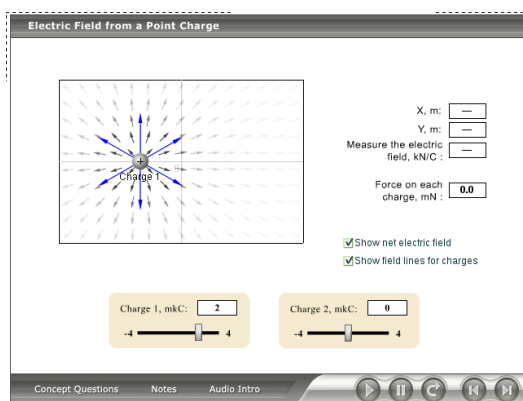 Electric Field from a Point Charge
Charge 1
X, m: —
Y, m: —
Measure the electric
field, kN/C : —
Force on each
charge, mN : 0.0
Show net electric field
Show field lines for charges
Charge 1, mkC: 2
-4 4
Charge 2, mkC: 0
-4 4
Concept Questions Notes Audio Intro